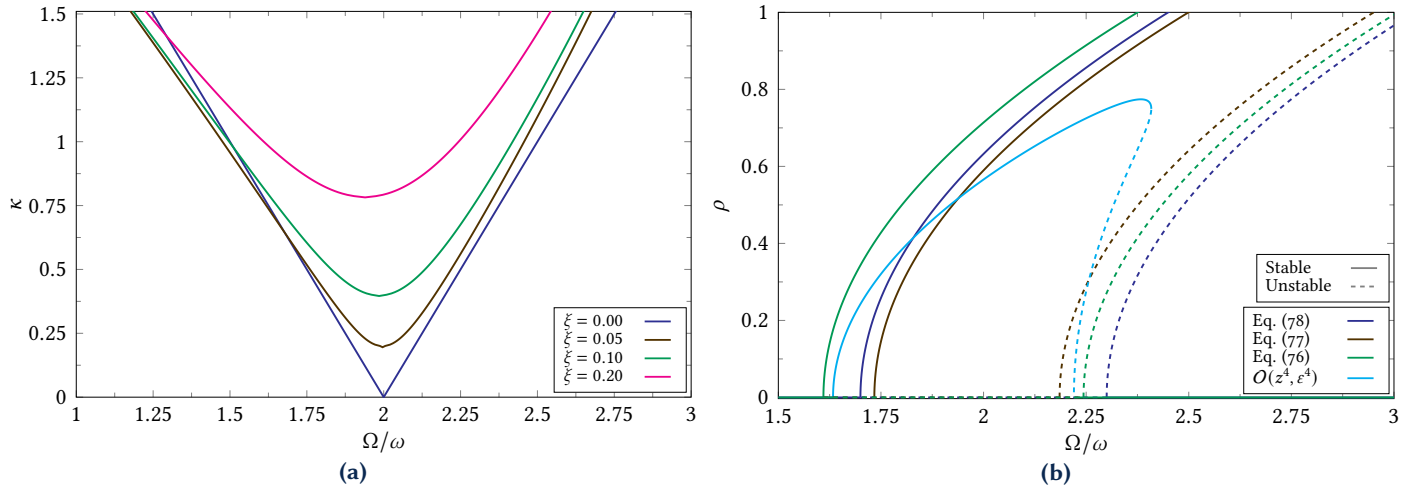 1.5
1.25
1
0.75
0.5
0.25
0
κ
1 1.25 1.5 1.75 2 2.25 2.5 2.75 3
Ω/ω
ξ = 0.00
ξ = 0.05
ξ = 0.10
ξ = 0.20
(a)
1
0.8
0.6
0.4
0.2
0
ρ
1.5 1.75 2 2.25 2.5 2.75 3
Ω/ω
Stable
Unstable
Eq. (78)
Eq. (77)
Eq. (76)
O(z⁴, ε⁴)
(b)